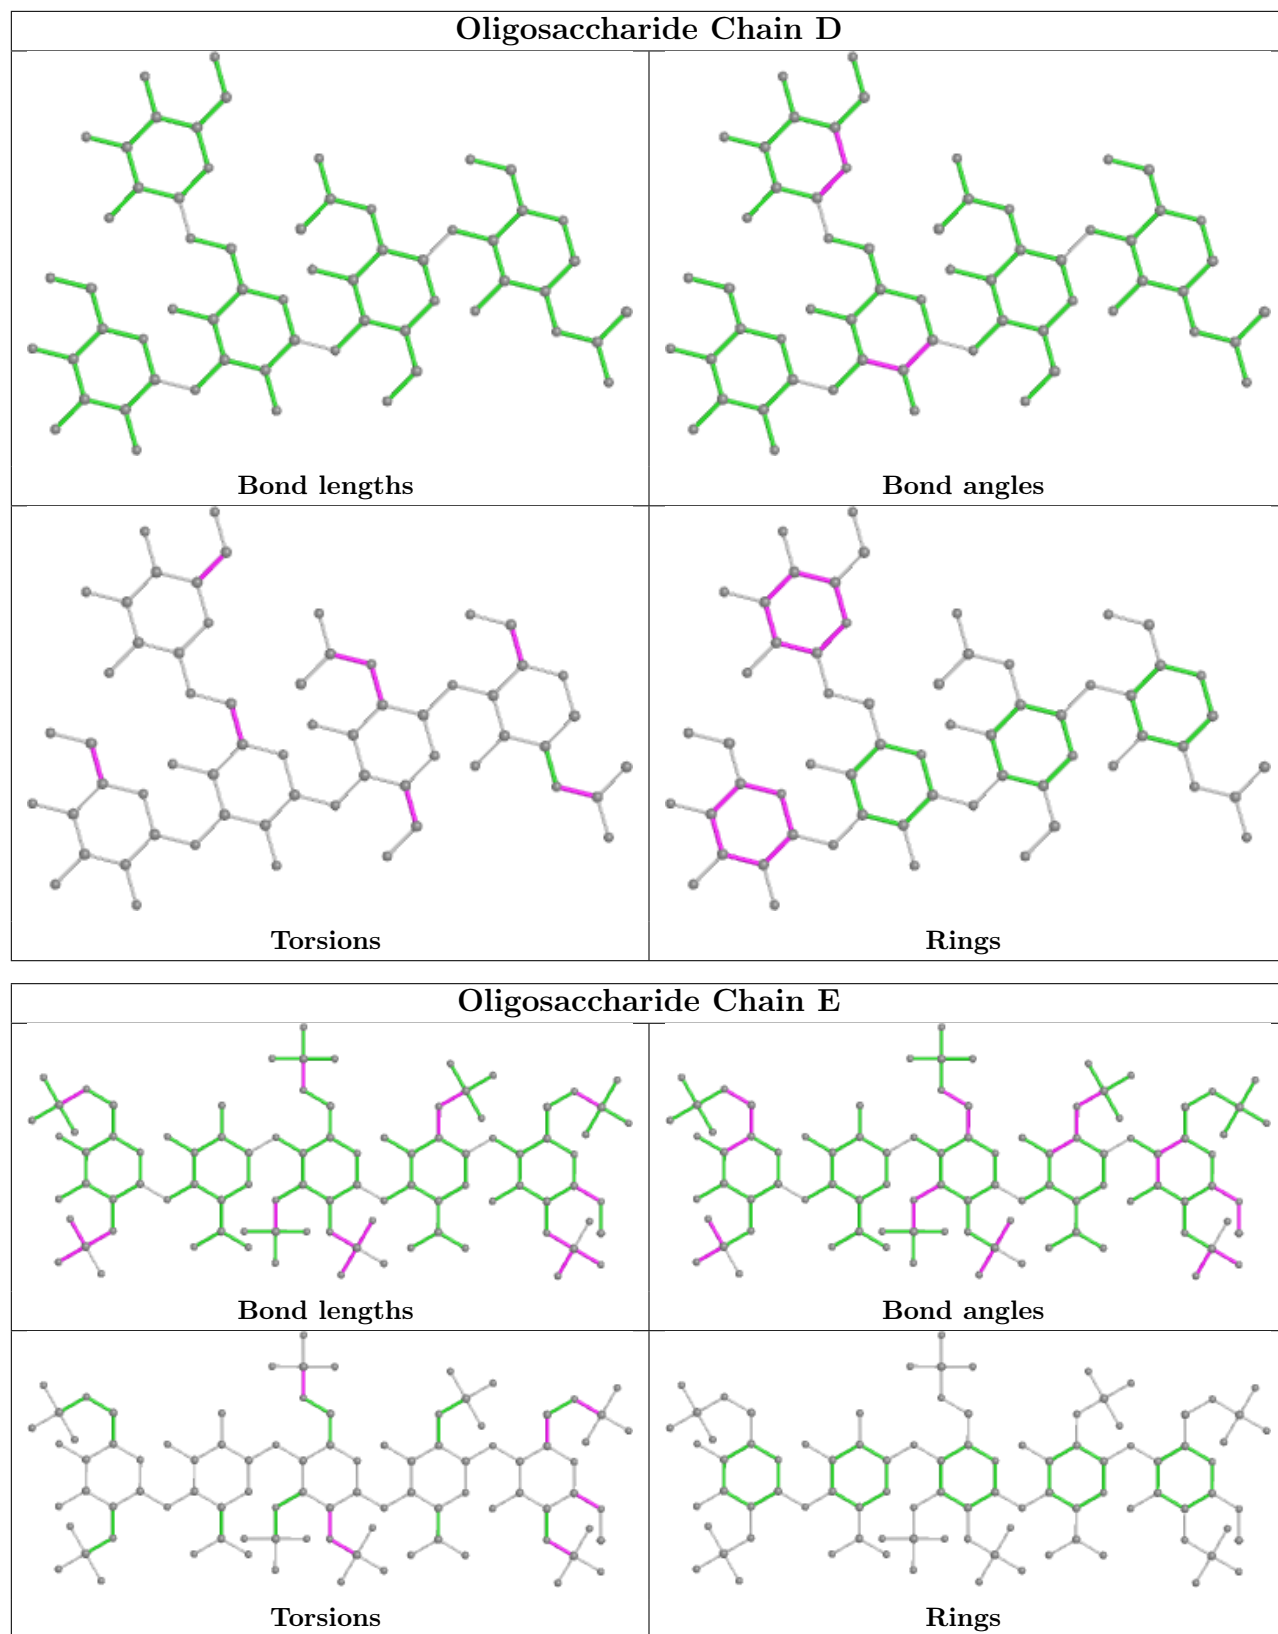 Oligosaccharide Chain D
Bond lengths
Bond angles
Torsions
Rings
Oligosaccharide Chain E
Bond lengths
Bond angles
Torsions
Rings